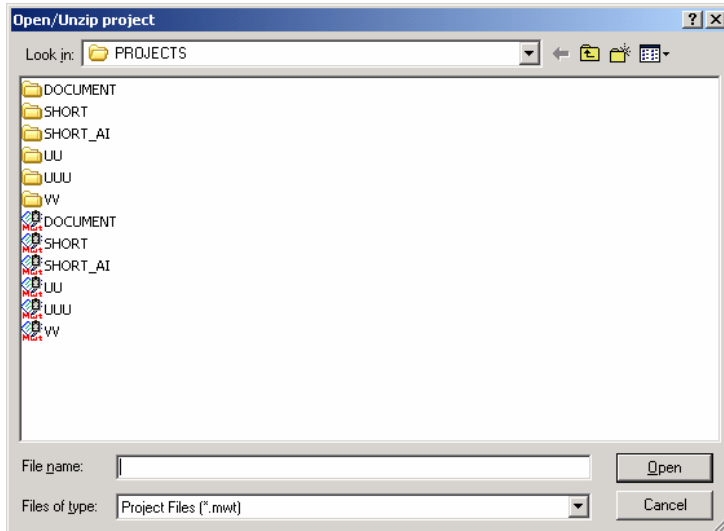 Open/Unzip project
Look in: PROJECTS
DOCUMENT
SHORT
SHORT_AI
UU
UUU
VV
DOCUMENT
SHORT
SHORT_AI
UU
UUU
VV
File name:
Open
Files of type: Project Files (*.mwt)
Cancel